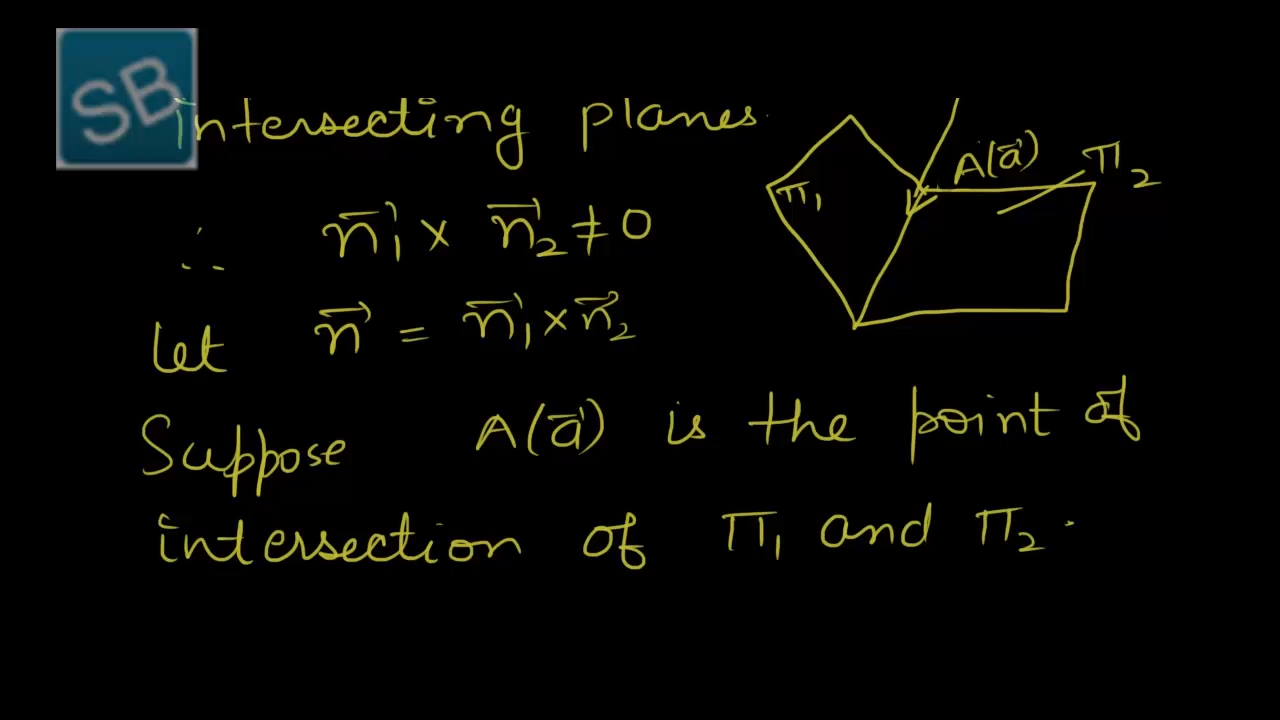 SB
intersecting planes.
∴ n⃗₁ × n⃗₂ ≠ 0
Let n⃗ = n⃗₁ × n⃗₂
Suppose A(a⃗) is the point of
intersection of π₁ and π₂.
A(a⃗)
π₁
π₂